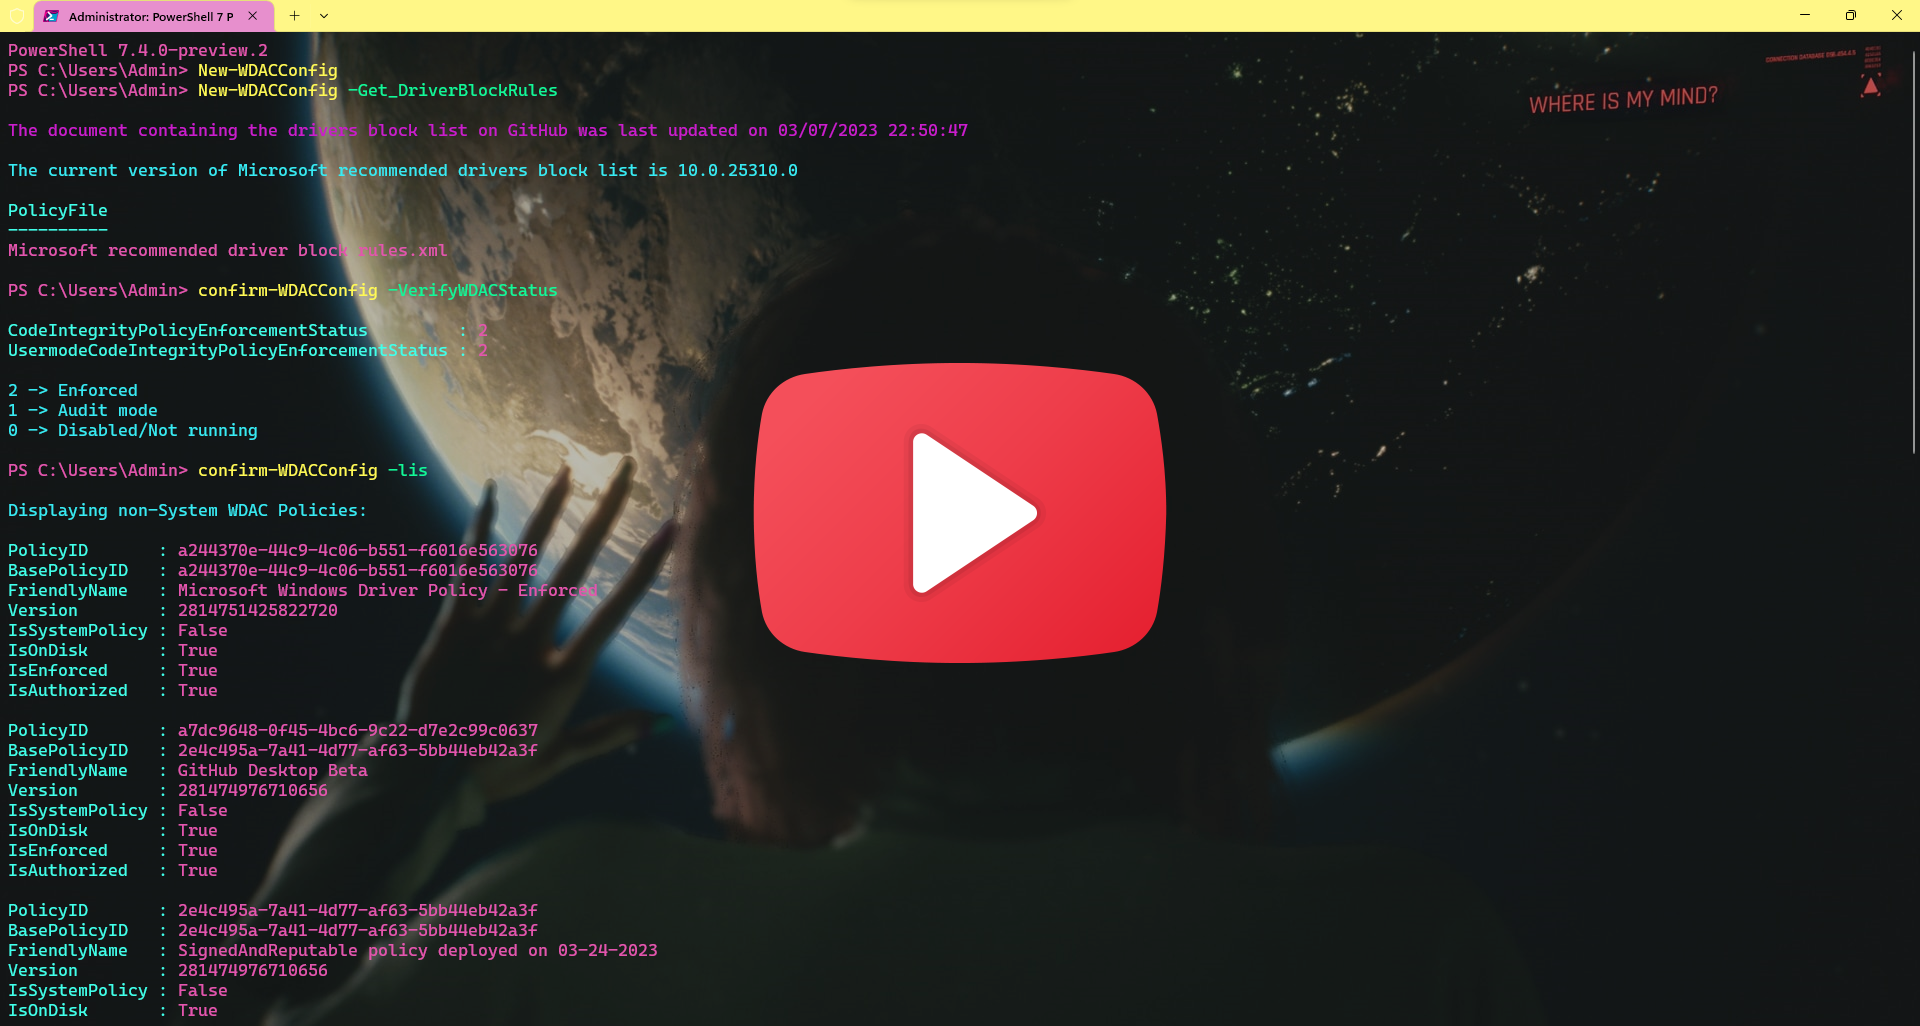 Administrator: PowerShell 7 P
PowerShell 7.4.0-preview.2
PS C:\Users\Admin> New-WDACConfig
PS C:\Users\Admin> New-WDACConfig -Get_DriverBlockRules
The document containing the drivers block list on GitHub was last updated on 03/07/2023 22:50:47
The current version of Microsoft recommended drivers block list is 10.0.25310.0
PolicyFile
----------
Microsoft recommended driver block rules.xml
PS C:\Users\Admin> confirm-WDACConfig -VerifyWDACStatus
CodeIntegrityPolicyEnforcementStatus         : 2
UsermodeCodeIntegrityPolicyEnforcementStatus : 2
2 -> Enforced
1 -> Audit mode
0 -> Disabled/Not running
PS C:\Users\Admin> confirm-WDACConfig -lis
Displaying non-System WDAC Policies:
PolicyID       : a244370e-44c9-4c06-b551-f6016e563076
BasePolicyID   : a244370e-44c9-4c06-b551-f6016e563076
FriendlyName   : Microsoft Windows Driver Policy - Enforced
Version        : 2814751425822720
IsSystemPolicy : False
IsOnDisk       : True
IsEnforced     : True
IsAuthorized   : True
PolicyID       : a7dc9648-0f45-4bc6-9c22-d7e2c99c0637
BasePolicyID   : 2e4c495a-7a41-4d77-af63-5bb44eb42a3f
FriendlyName   : GitHub Desktop Beta
Version        : 281474976710656
IsSystemPolicy : False
IsOnDisk       : True
IsEnforced     : True
IsAuthorized   : True
PolicyID       : 2e4c495a-7a41-4d77-af63-5bb44eb42a3f
BasePolicyID   : 2e4c495a-7a41-4d77-af63-5bb44eb42a3f
FriendlyName   : SignedAndReputable policy deployed on 03-24-2023
Version        : 281474976710656
IsSystemPolicy : False
IsOnDisk       : True
CONNECTION DATABASE
WHERE IS MY MIND?